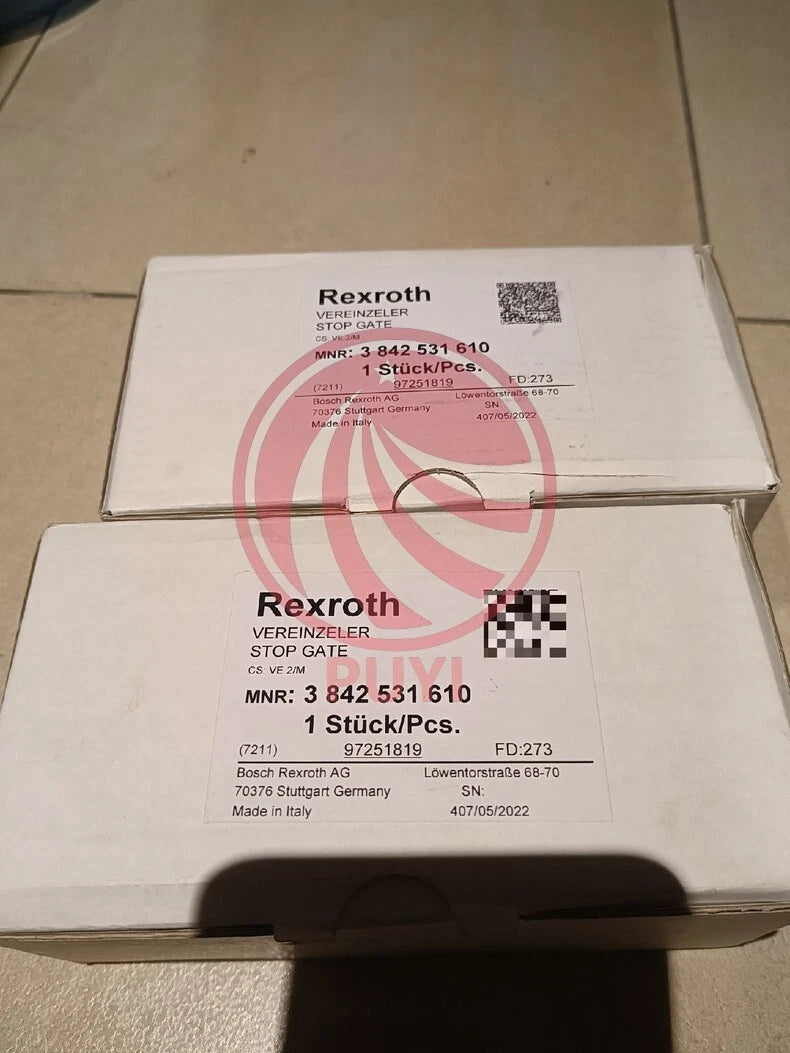 Rexroth
VEREINZELER
STOP GATE
CS: VE 2/M
MNR: 3 842 531 610
1 Stück/Pcs.
(7211) 97251819 FD:273
Bosch Rexroth AG Löwentorstraße 68-70
70376 Stuttgart Germany SN
Made in Italy 407/05/2022
Rexroth
VEREINZELER
STOP GATE
CS: VE 2/M
PUYI
MNR: 3 842 531 610
1 Stück/Pcs.
(7211) 97251819 FD:273
Bosch Rexroth AG Löwentorstraße 68-70
70376 Stuttgart Germany SN:
Made in Italy 407/05/2022